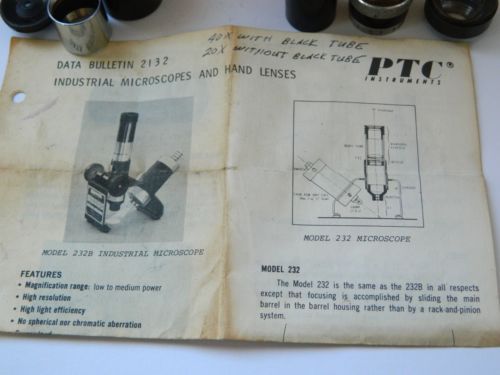 DATA BULLETIN 2132
INDUSTRIAL MICROSCOPES AND HAND LENSES
40X WITH BLACK TUBE
20X WITHOUT BLACK TUBE
PTC®
INSTRUMENTS
MODEL 232B INDUSTRIAL MICROSCOPE
MODEL 232 MICROSCOPE
FEATURES
• Magnification range: low to medium power
• High resolution
• High light efficiency
• No spherical nor chromatic aberration
MODEL 232
The Model 232 is the same as the 232B in all respects
except that focusing is accomplished by sliding the main
barrel in the barrel housing rather than by a rack-and-pinion
system.